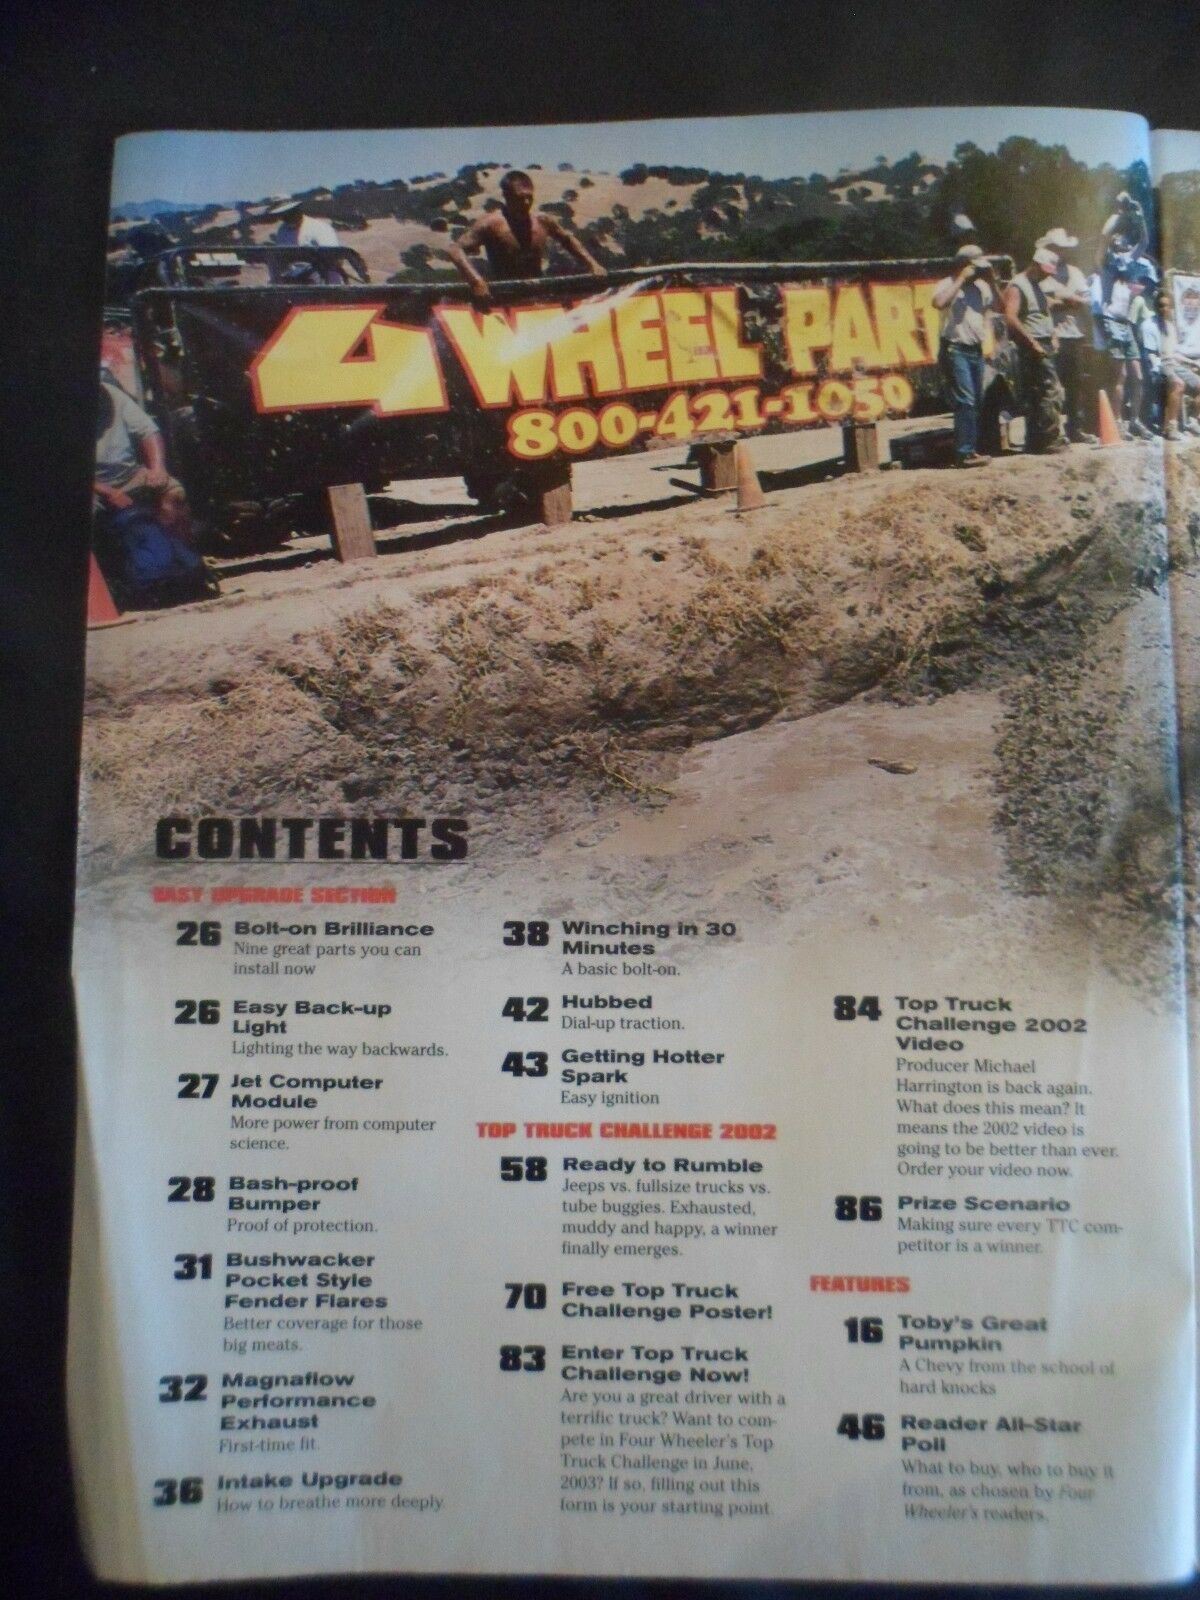 4 WHEEL PART
800-421-1050
CONTENTS
EASY UPGRADE SECTION
26 Bolt-on Brilliance
Nine great parts you can
install now
26 Easy Back-up
Light
Lighting the way backwards.
27 Jet Computer
Module
More power from computer
science.
28 Bash-proof
Bumper
Proof of protection.
31 Bushwacker
Pocket Style
Fender Flares
Better coverage for those
big meats.
32 Magnaflow
Performance
Exhaust
First-time fit.
36 Intake Upgrade
How to breathe more deeply.
38 Winching in 30
Minutes
A basic bolt-on.
42 Hubbed
Dial-up traction.
43 Getting Hotter
Spark
Easy ignition
TOP TRUCK CHALLENGE 2002
58 Ready to Rumble
Jeeps vs. fullsize trucks vs.
tube buggies. Exhausted,
muddy and happy, a winner
finally emerges.
70 Free Top Truck
Challenge Poster!
83 Enter Top Truck
Challenge Now!
Are you a great driver with a
terrific truck? Want to com-
pete in Four Wheeler's Top
Truck Challenge in June,
2003? If so, filling out this
form is your starting point.
84 Top Truck
Challenge 2002
Video
Producer Michael
Harrington is back again.
What does this mean? It
means the 2002 video is
going to be better than ever.
Order your video now.
86 Prize Scenario
Making sure every TTC com-
petitor is a winner.
FEATURES
16 Toby's Great
Pumpkin
A Chevy from the school of
hard knocks
46 Reader All-Star
Poll
What to buy, who to buy it
from, as chosen by Four
Wheeler's readers.